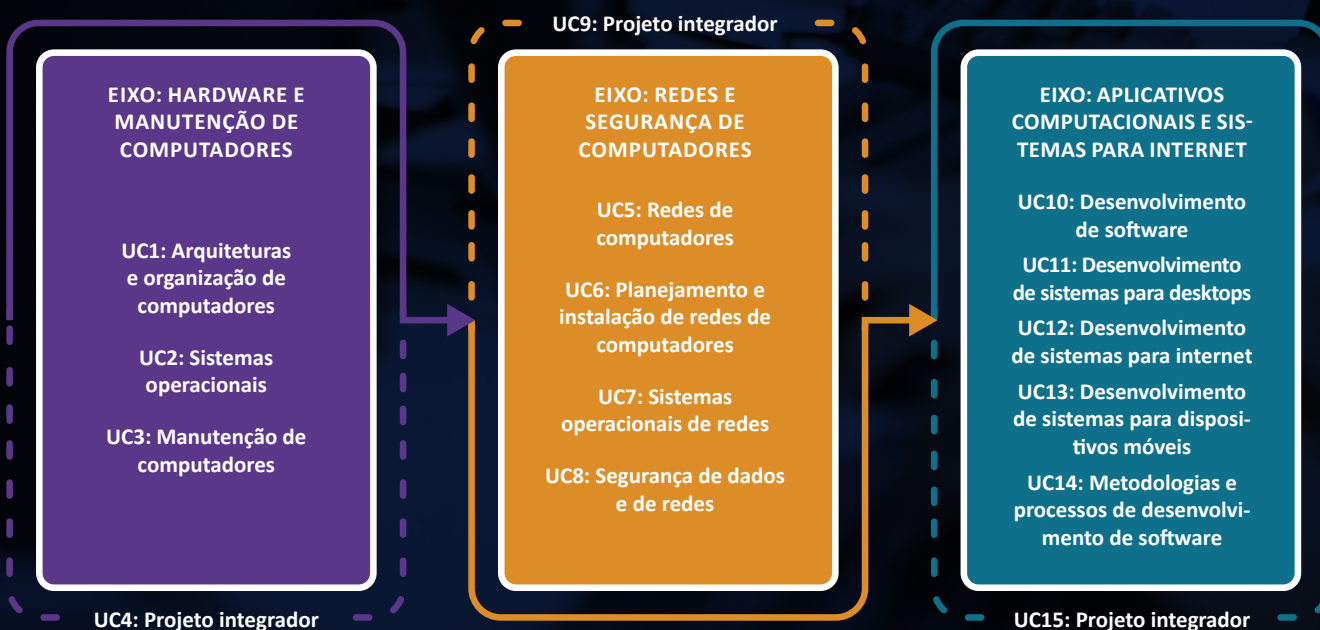 UC9: Projeto integrador
EIXO: HARDWARE E
MANUTENÇÃO DE
COMPUTADORES
UC1: Arquiteturas
e organização de
computadores
UC2: Sistemas
operacionais
UC3: Manutenção de
computadores
UC4: Projeto integrador
EIXO: REDES E
SEGURANÇA DE
COMPUTADORES
UC5: Redes de
computadores
UC6: Planejamento e
instalação de redes de
computadores
UC7: Sistemas
operacionais de redes
UC8: Segurança de dados
e de redes
EIXO: APLICATIVOS
COMPUTACIONAIS E SIS-
TEMAS PARA INTERNET
UC10: Desenvolvimento
de software
UC11: Desenvolvimento
de sistemas para desktops
UC12: Desenvolvimento
de sistemas para internet
UC13: Desenvolvimento
de sistemas para disposi-
tivos móveis
UC14: Metodologias e
processos de desenvolvi-
mento de software
UC15: Projeto integrador